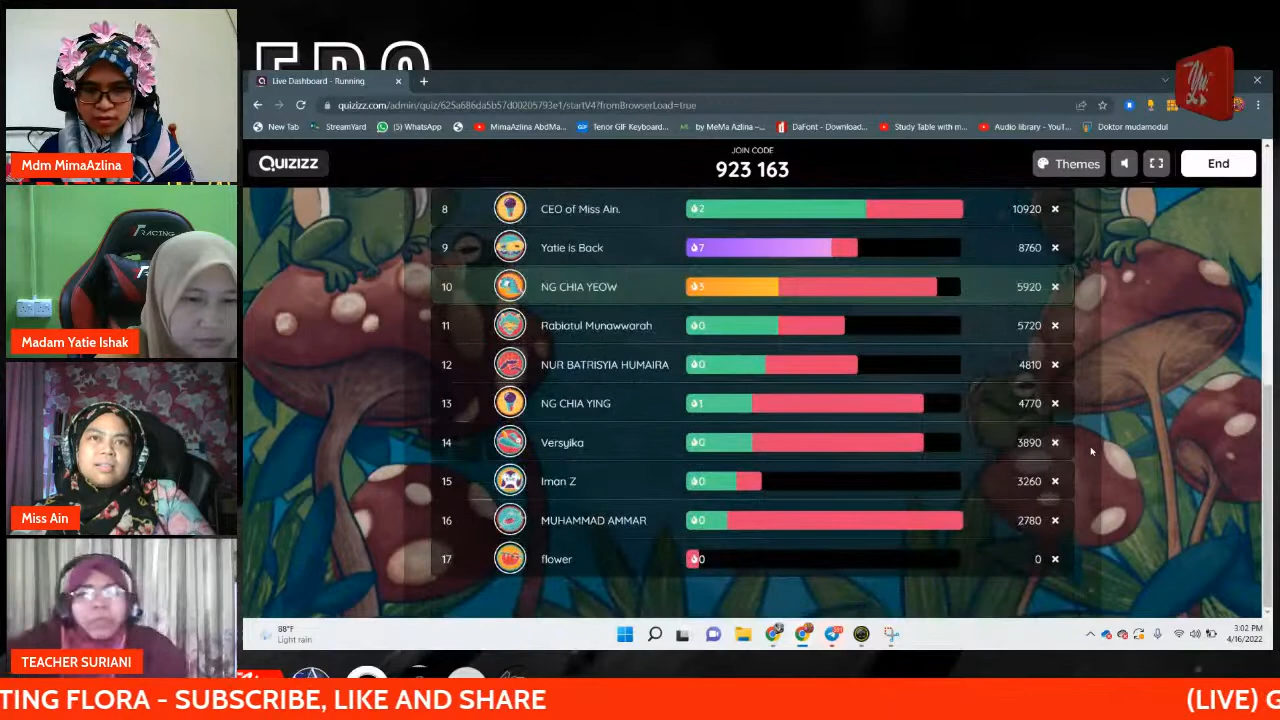 Live Dashboard - Running
quizizz.com/admin/quiz/625a686da5b57d00205793e1/startV4?fromBrowserLoad=true
New Tab
StreamYard
(5) WhatsApp
MimaAzlina AbdMa...
Tenor GIF Keyboard...
by MeMa Azlina –...
DaFont - Download...
Study Table with m...
Audio library - YouT...
Doktor mudamodul
Quizizz
JOIN CODE
923 163
Themes
End
8 CEO of Miss Ain. 2 10920
9 Yatie is Back 7 8760
10 NG CHIA YEOW 3 5920
11 Rabiatul Munawwarah 0 5720
12 NUR BATRISYIA HUMAIRA 0 4810
13 NG CHIA YING 1 4770
14 Versyika 0 3890
15 Iman Z 0 3260
16 MUHAMMAD AMMAR 0 2780
17 flower 0 0
88°F
Light rain
3:02 PM
4/16/2022
Mdm MimaAzlina
RACING
Madam Yatie Ishak
Miss Ain
TEACHER SURIANI
TING FLORA - SUBSCRIBE, LIKE AND SHARE
(LIVE) G